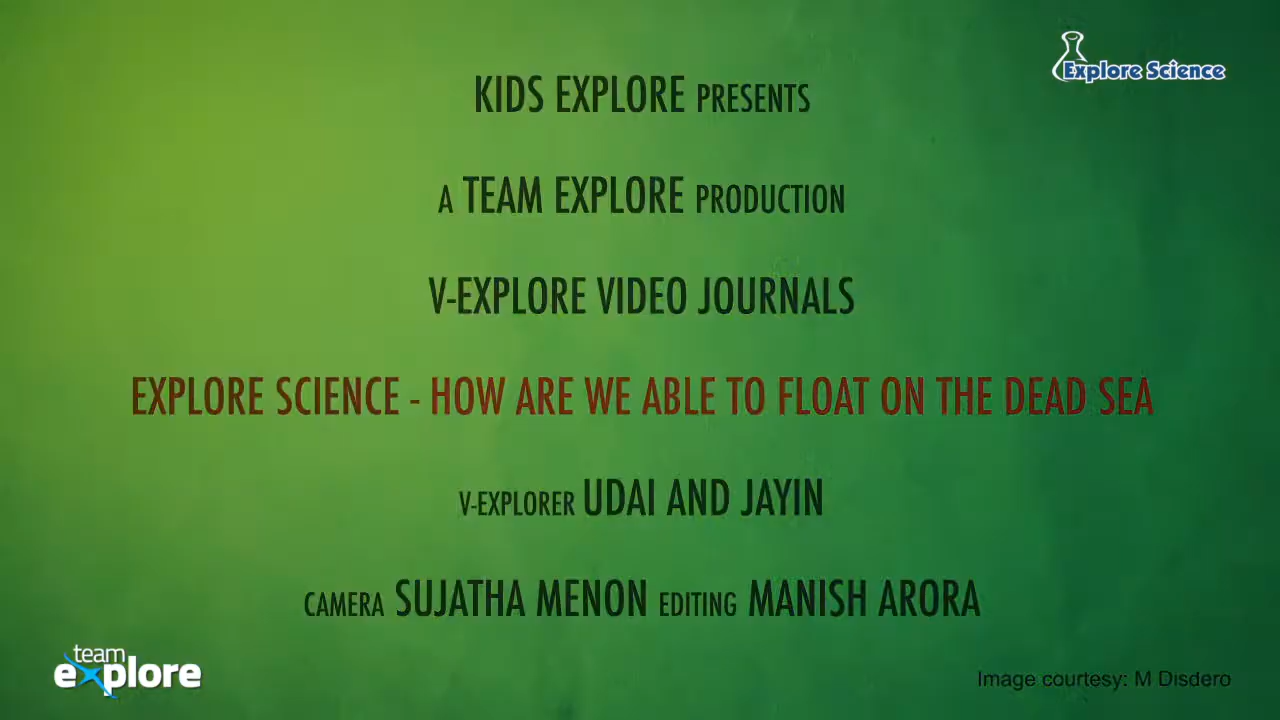 Explore Science
KIDS EXPLORE PRESENTS
A TEAM EXPLORE PRODUCTION
V-EXPLORE VIDEO JOURNALS
EXPLORE SCIENCE - HOW ARE WE ABLE TO FLOAT ON THE DEAD SEA
V-EXPLORER UDAI AND JAYIN
CAMERA SUJATHA MENON EDITING MANISH ARORA
team
explore
Image courtesy: M Disdero